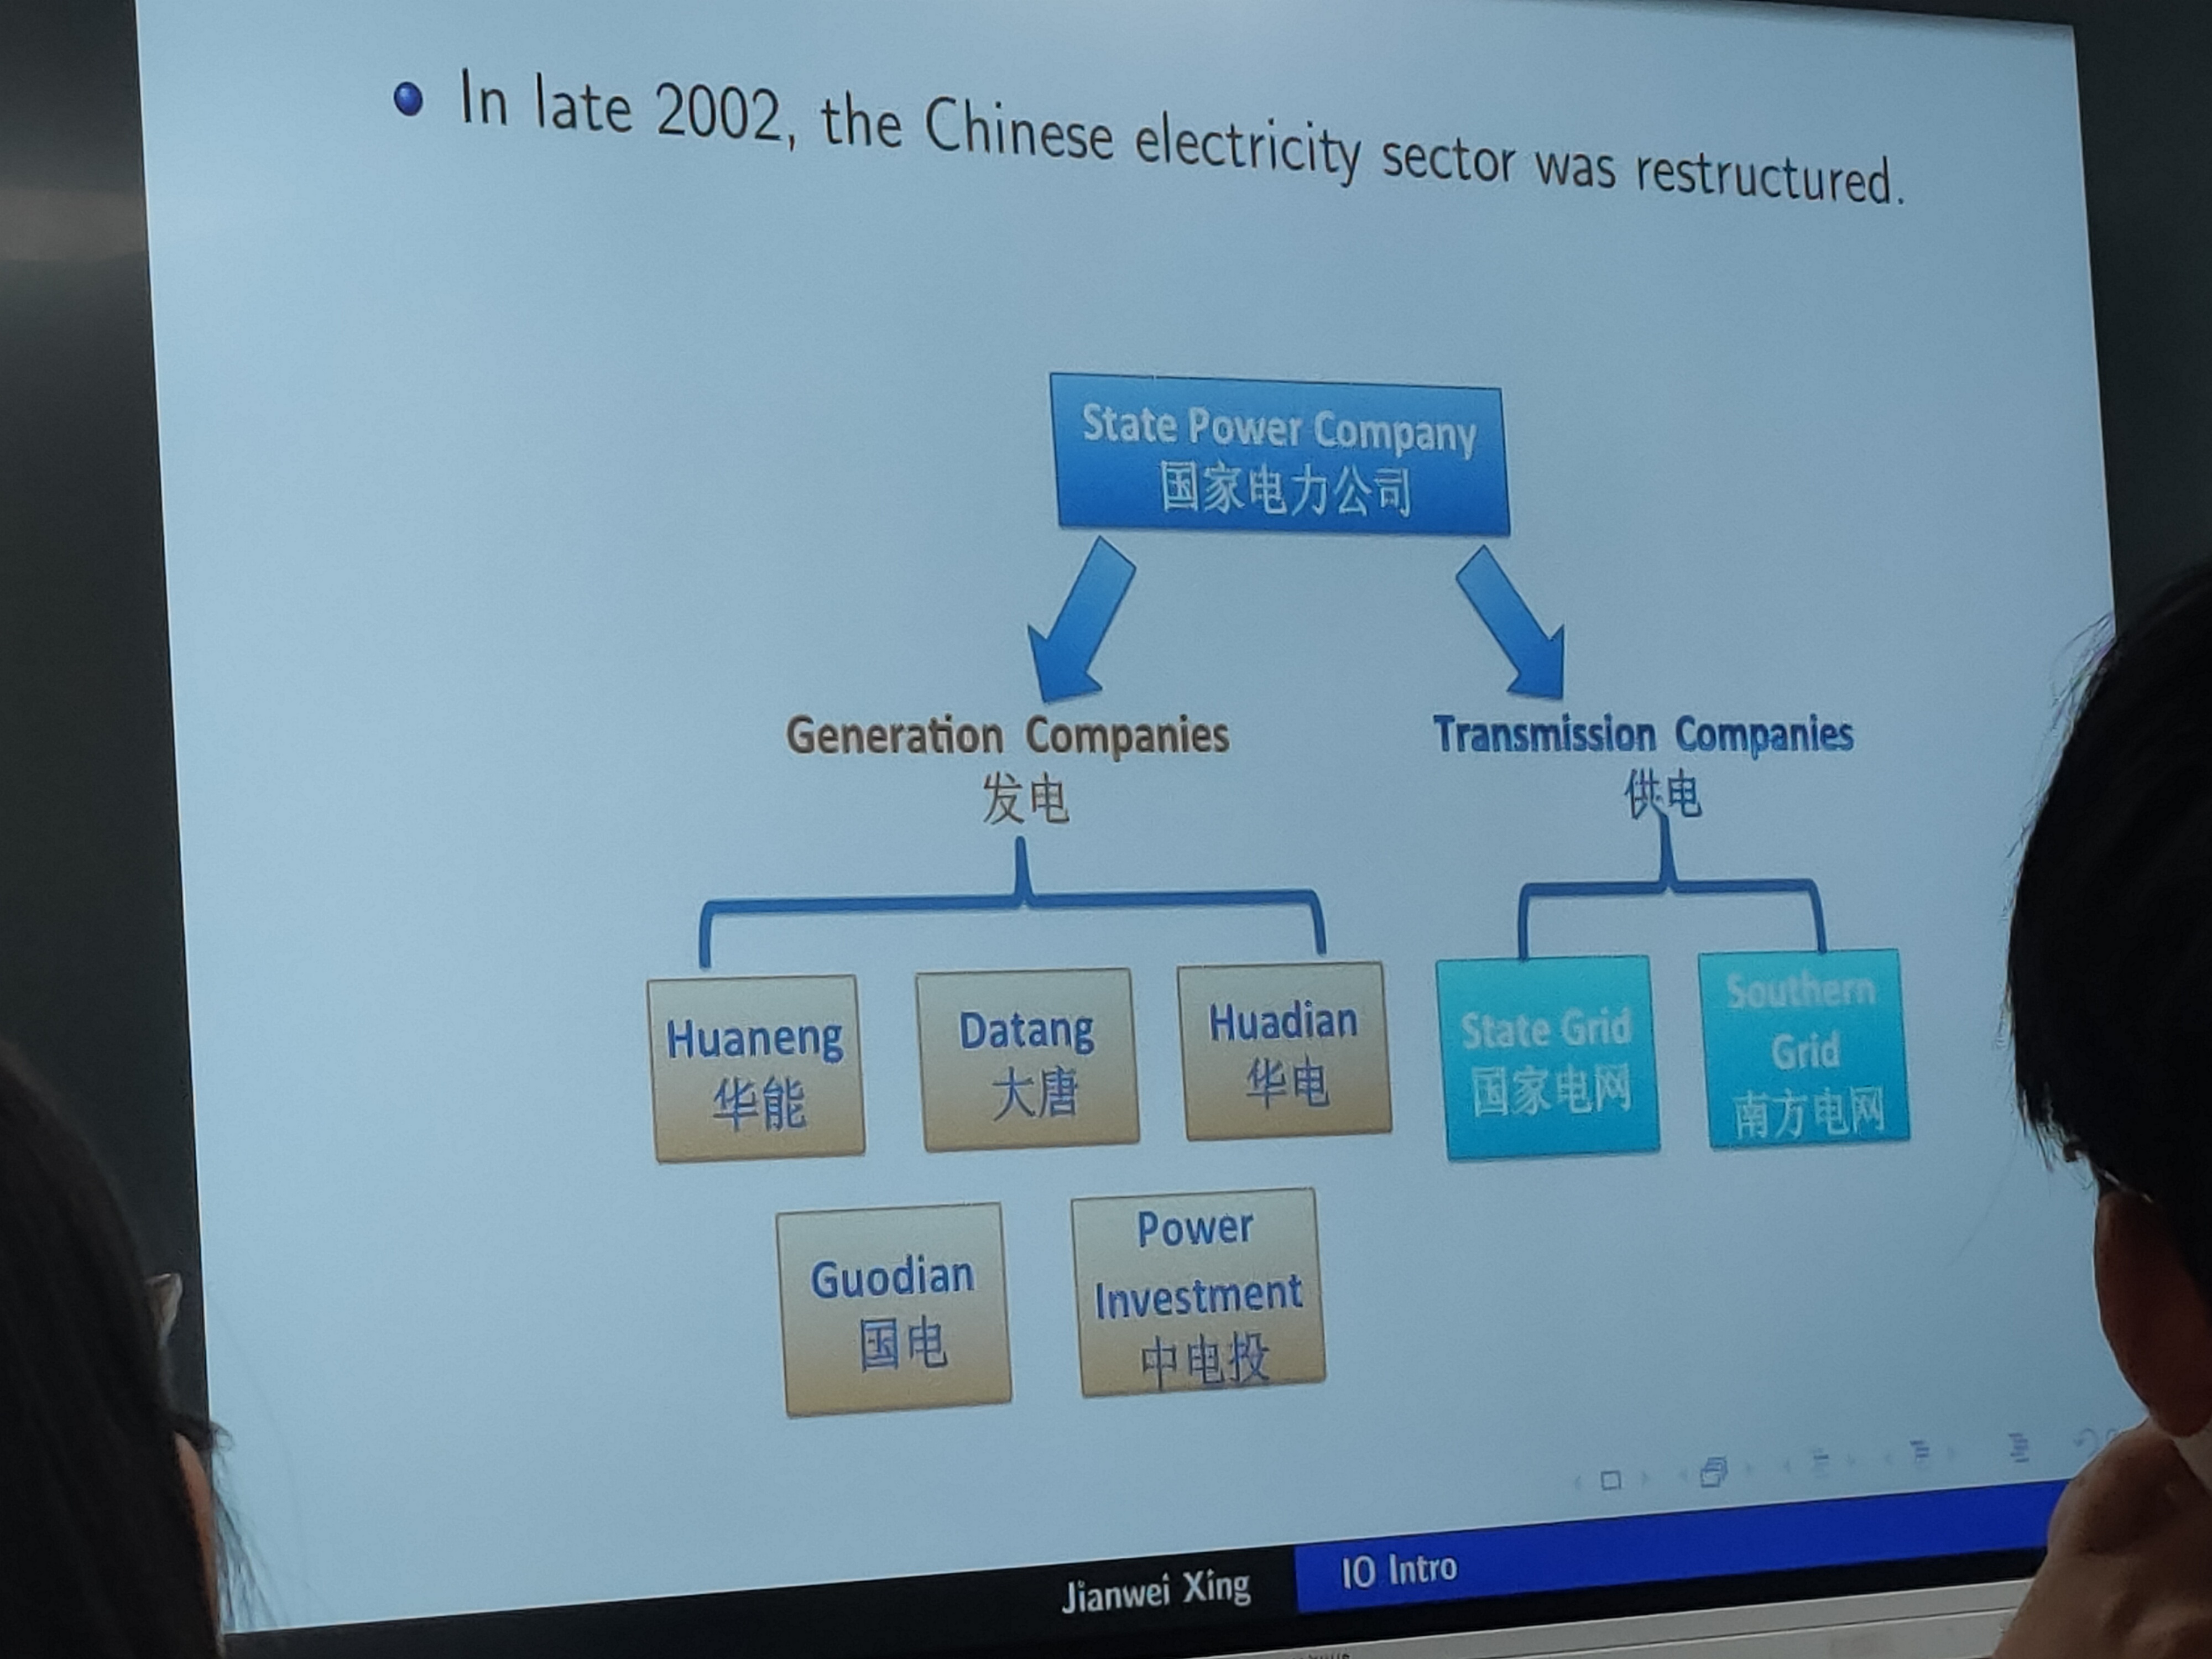 In late 2002, the Chinese electricity sector was restructured.
State Power Company
国家电力公司
Generation Companies
发电
Transmission Companies
供电
Huaneng
华能
Datang
大唐
Huadian
华电
State Grid
国家电网
Southern
Grid
南方电网
Guodian
国电
Power
Investment
中电投
Jianwei Xing
IO Intro